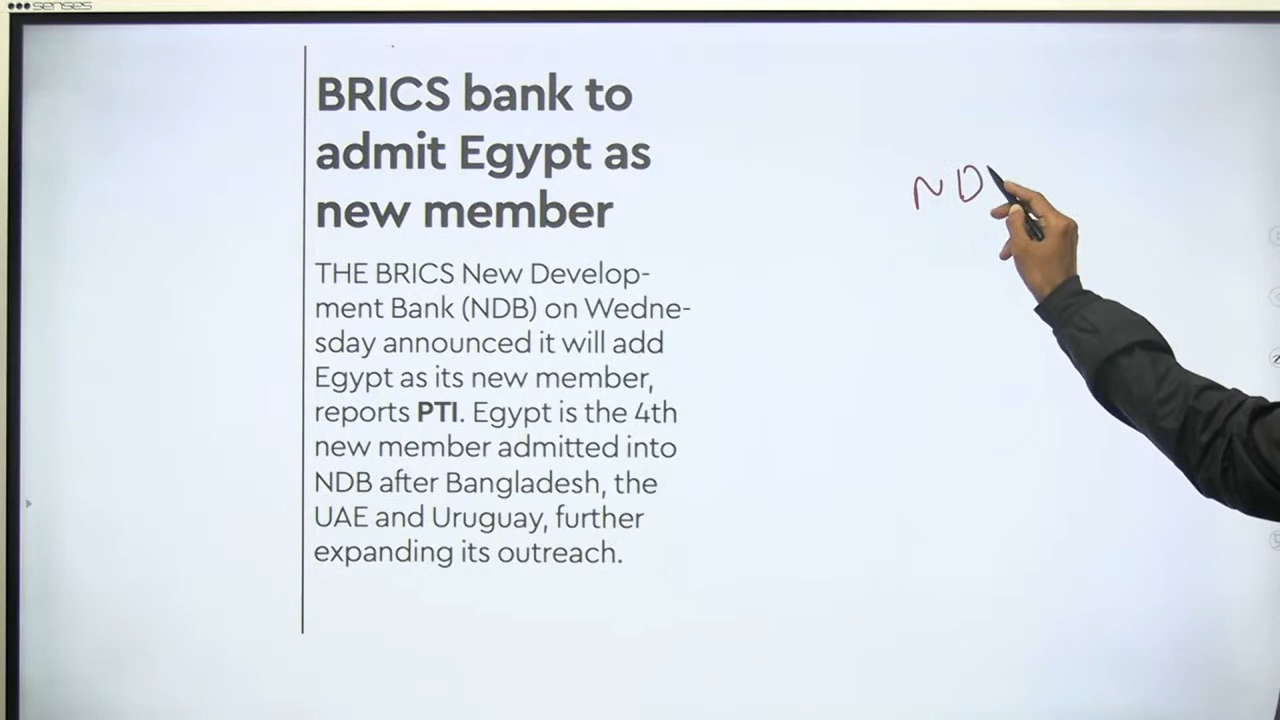 senses
BRICS bank to
admit Egypt as
new member
THE BRICS New Develop-
ment Bank (NDB) on Wedne-
sday announced it will add
Egypt as its new member,
reports PTI. Egypt is the 4th
new member admitted into
NDB after Bangladesh, the
UAE and Uruguay, further
expanding its outreach.
ND